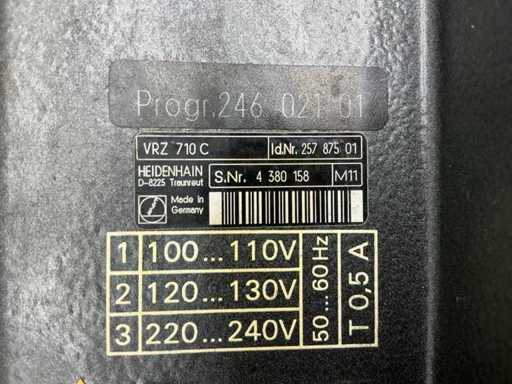 Progr.246 021 01
VRZ 710 C Id.Nr. 257 875 01
HEIDENHAIN
D-8225 Traunreut
S.Nr. 4 380 158 M11
Made in
Germany
1 100...110V
2 120...130V
3 220...240V
50...60 Hz
T 0,5 A